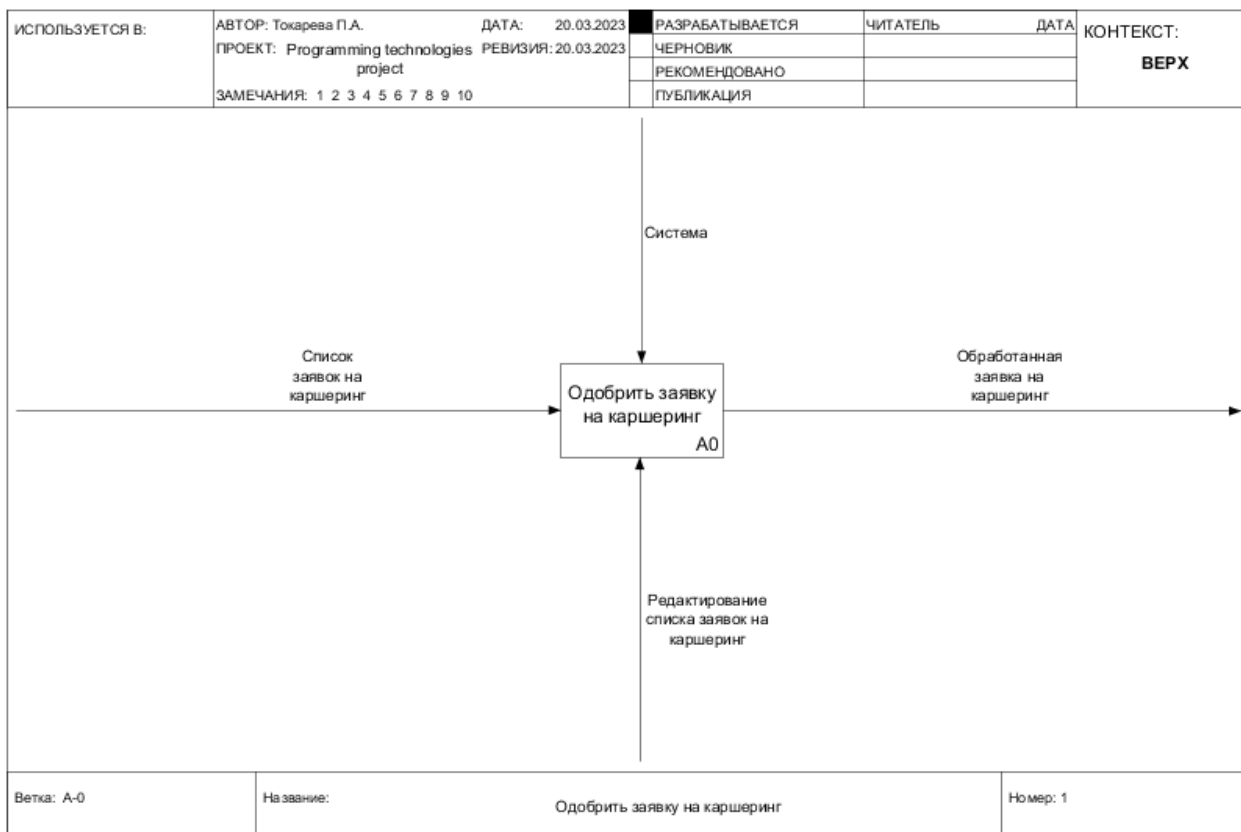 ИСПОЛЬЗУЕТСЯ В:
АВТОР: Токарева П.А. ДАТА: 20.03.2023
ПРОЕКТ: Programming technologies project РЕВИЗИЯ: 20.03.2023
ЗАМЕЧАНИЯ: 1 2 3 4 5 6 7 8 9 10
РАЗРАБАТЫВАЕТСЯ
ЧЕРНОВИК
РЕКОМЕНДОВАНО
ПУБЛИКАЦИЯ
ЧИТАТЕЛЬ ДАТА
КОНТЕКСТ:
ВЕРХ
Система
Список
заявок на
каршеринг
Одобрить заявку
на каршеринг
A0
Обработанная
заявка на
каршеринг
Редактирование
списка заявок на
каршеринг
Ветка: A-0
Название:
Одобрить заявку на каршеринг
Номер: 1